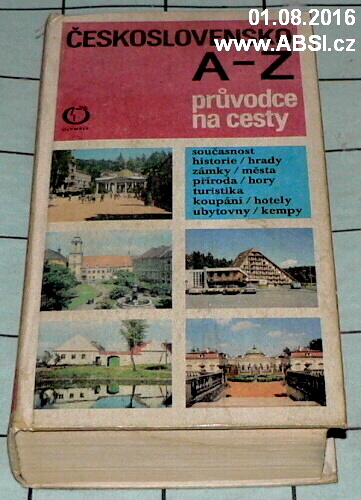 01.08.2016
www.ABSI.cz
ČESKOSLOVENSKO
A-Z
průvodce
na cesty
OLYMPIA
současnost
historie / hrady
zámky / města
příroda / hory
turistika
koupání / hotely
ubytovny / kempy